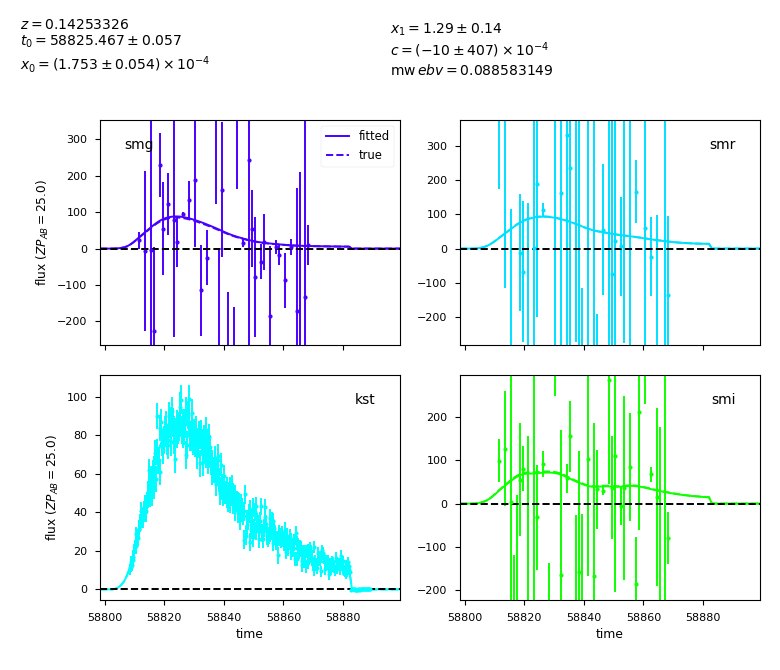 z = 0.14253326
t₀ = 58825.467 ± 0.057
x₀ = (1.753 ± 0.054) × 10⁻⁴
x₁ = 1.29 ± 0.14
c = (−10 ± 407) × 10⁻⁴
mw ebv = 0.088583149
flux (ZP_AB = 25.0)
300
200
100
0
−100
−200
smg
fitted
true
300
200
100
0
−100
−200
smr
flux (ZP_AB = 25.0)
100
80
60
40
20
0
kst
58800 58820 58840 58860 58880
time
200
100
0
−100
−200
smi
58800 58820 58840 58860 58880
time